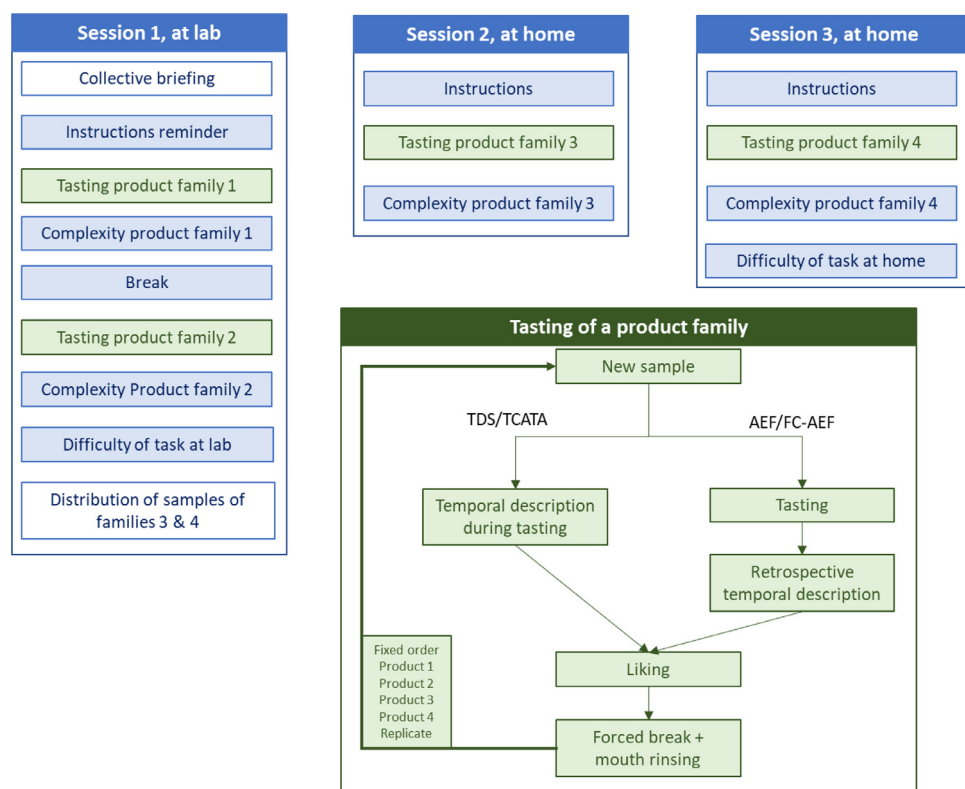 Session 1, at lab
Collective briefing
Instructions reminder
Tasting product family 1
Complexity product family 1
Break
Tasting product family 2
Complexity Product family 2
Difficulty of task at lab
Distribution of samples of
families 3 & 4
Session 2, at home
Instructions
Tasting product family 3
Complexity product family 3
Session 3, at home
Instructions
Tasting product family 4
Complexity product family 4
Difficulty of task at home
Tasting of a product family
New sample
TDS/TCATA
AEF/FC-AEF
Temporal description
during tasting
Tasting
Retrospective
temporal description
Liking
Forced break +
mouth rinsing
Fixed order
Product 1
Product 2
Product 3
Product 4
Replicate